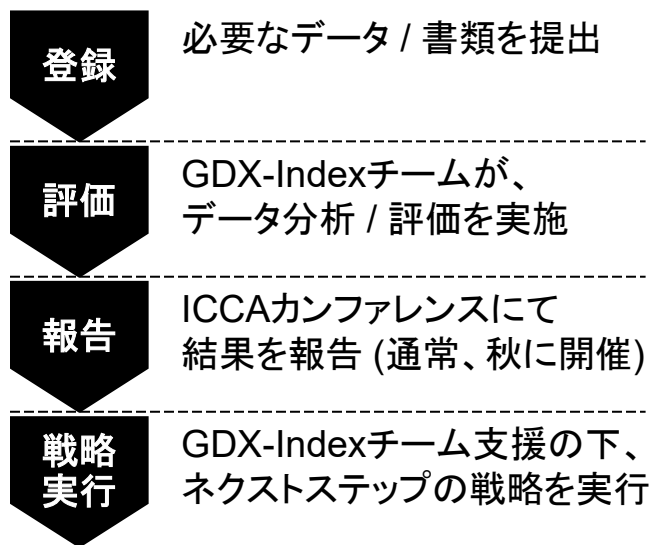 登録
必要なデータ / 書類を提出
評価
GDX-Indexチームが、
データ分析 / 評価を実施
報告
ICCAカンファレンスにて
結果を報告 (通常、秋に開催)
戦略
実行
GDX-Indexチーム支援の下、
ネクストステップの戦略を実行